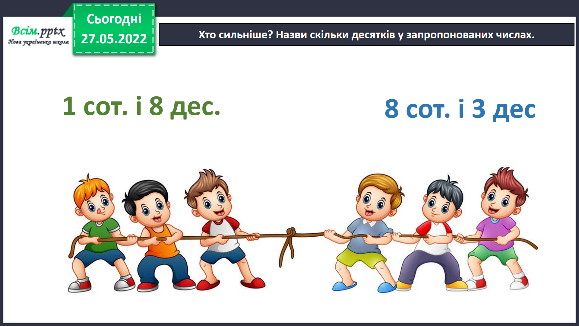 Всім.pptx
Нова українська школа
Сьогодні
27.05.2022
Хто сильніше? Назви скільки десятків у запропонованих числах.
1 сот. і 8 дес.
8 сот. і 3 дес